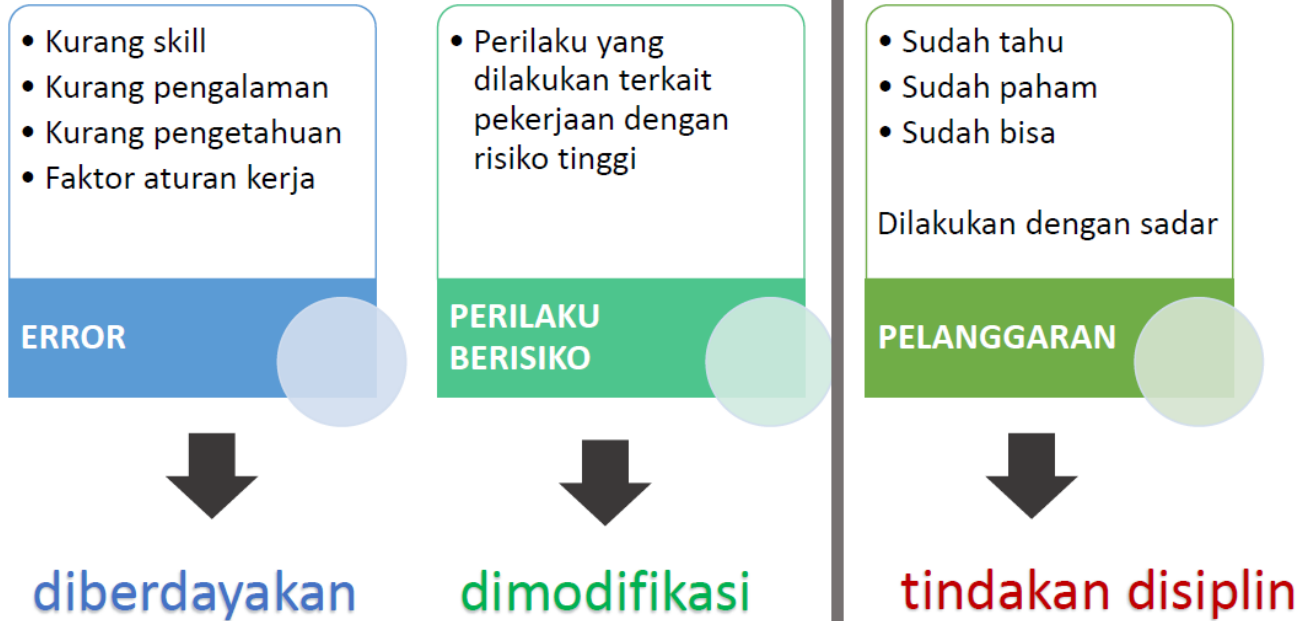 • Kurang skill
• Kurang pengalaman
• Kurang pengetahuan
• Faktor aturan kerja
ERROR
diberdayakan
• Perilaku yang
dilakukan terkait
pekerjaan dengan
risiko tinggi
PERILAKU
BERISIKO
dimodifikasi
• Sudah tahu
• Sudah paham
• Sudah bisa
Dilakukan dengan sadar
PELANGGARAN
tindakan disiplin